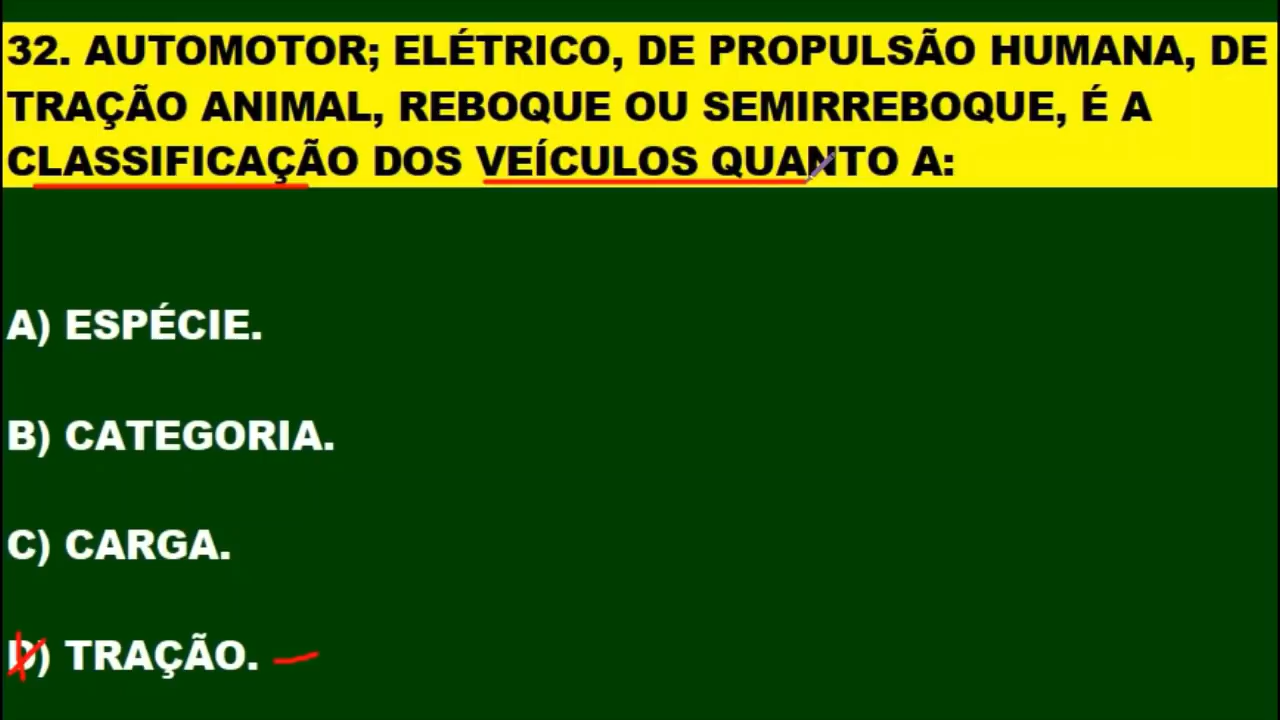 32. AUTOMOTOR; ELÉTRICO, DE PROPULSÃO HUMANA, DE
TRAÇÃO ANIMAL, REBOQUE OU SEMIRREBOQUE, É A
CLASSIFICAÇÃO DOS VEÍCULOS QUANTO A:
A) ESPÉCIE.
B) CATEGORIA.
C) CARGA.
D) TRAÇÃO.